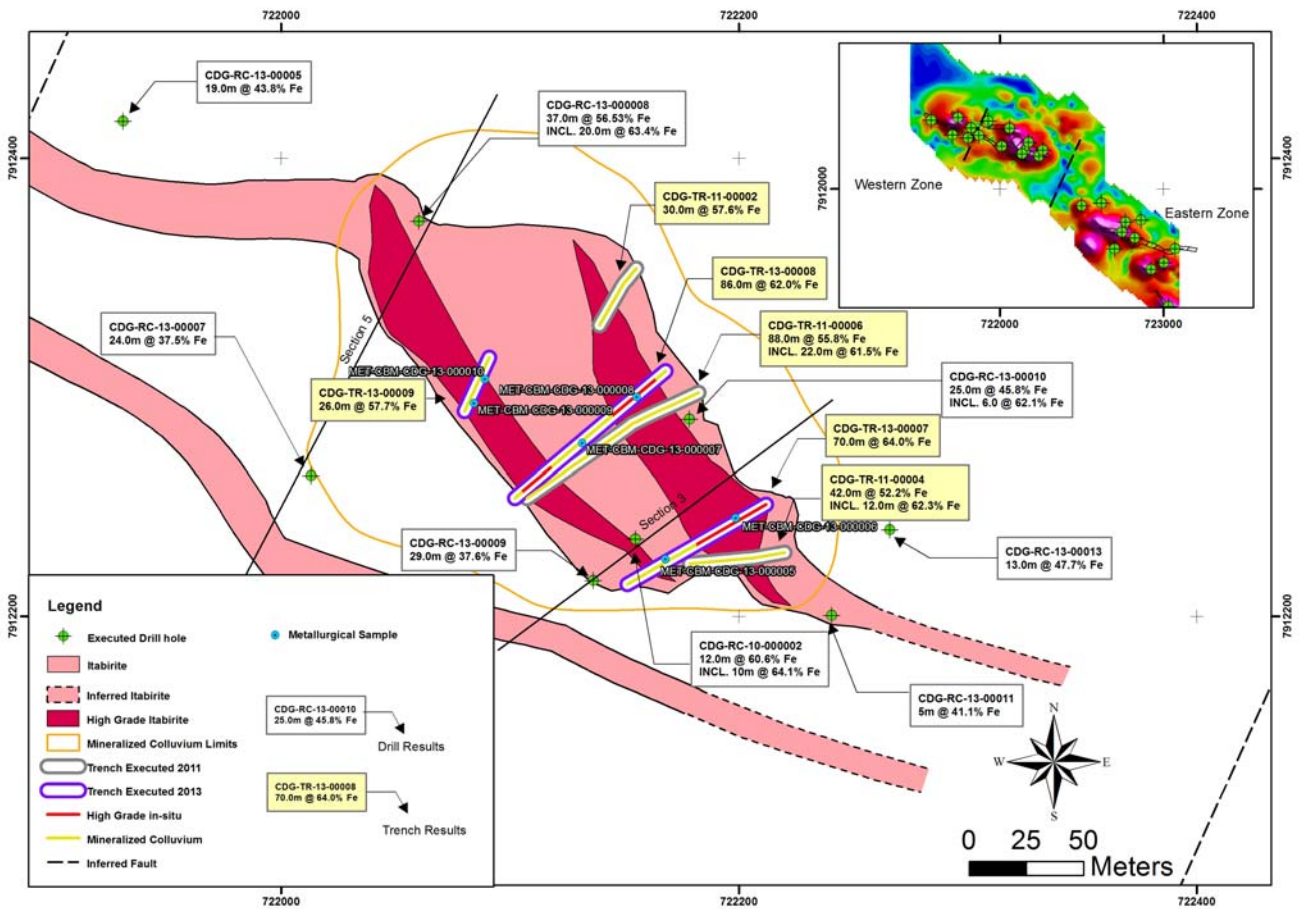 722000
722200
722400
7912400
7912200
7912400
7912200
722000
722200
722400
CDG-RC-13-00005
19.0m @ 43.8% Fe
CDG-RC-13-000008
37.0m @ 56.53% Fe
INCL. 20.0m @ 63.4% Fe
CDG-TR-11-00002
30.0m @ 57.6% Fe
CDG-TR-13-00008
86.0m @ 62.0% Fe
CDG-TR-11-00006
88.0m @ 55.8% Fe
INCL. 22.0m @ 61.5% Fe
CDG-RC-13-00010
25.0m @ 45.8% Fe
INCL. 6.0 @ 62.1% Fe
CDG-TR-13-00007
70.0m @ 64.0% Fe
CDG-TR-11-00004
42.0m @ 52.2% Fe
INCL. 12.0m @ 62.3% Fe
CDG-RC-13-00013
13.0m @ 47.7% Fe
CDG-RC-13-00007
24.0m @ 37.5% Fe
CDG-TR-13-00009
26.0m @ 57.7% Fe
CDG-RC-13-00009
29.0m @ 37.6% Fe
CDG-RC-10-000002
12.0m @ 60.6% Fe
INCL. 10m @ 64.1% Fe
CDG-RC-13-00011
5m @ 41.1% Fe
Section 5
Section 3
MET-CBM-CDG-13-000010
MET-CBM-CDG-13-000008
MET-CBM-CDG-13-000009
MET-CBM-CDG-13-000007
MET-CBM-CDG-13-000006
MET-CBM-CDG-13-000005
7912000
Western Zone
Eastern Zone
722000
723000
Legend
Executed Drill hole
Metallurgical Sample
Itabirite
Inferred Itabirite
High Grade Itabirite
Mineralized Colluvium Limits
Trench Executed 2011
Trench Executed 2013
High Grade in-situ
Mineralized Colluvium
Inferred Fault
CDG-RC-13-00010
25.0m @ 45.8% Fe
Drill Results
CDG-TR-13-00008
70.0m @ 64.0% Fe
Trench Results
N
W
E
S
0 25 50
Meters